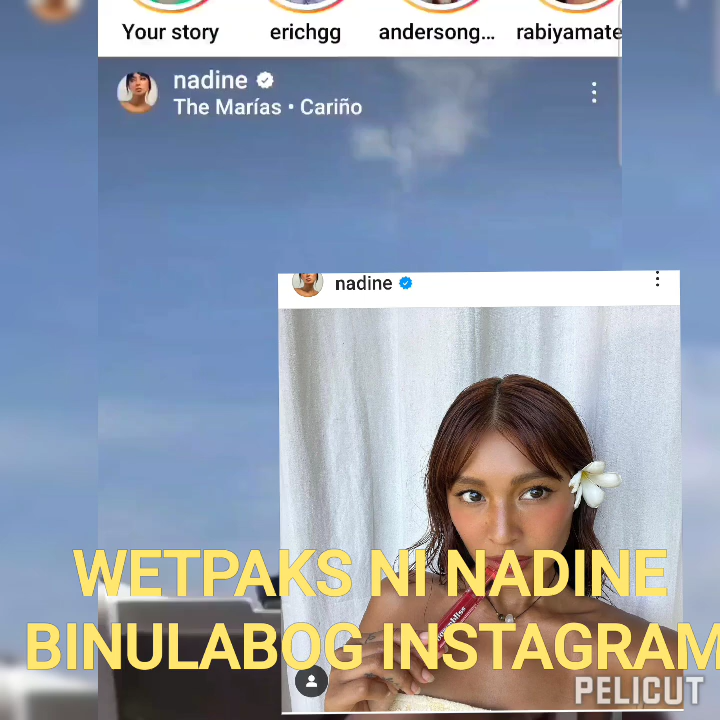 Your story
erichgg
andersong...
rabiyamate
nadine
The Marías • Cariño
nadine
WETPAKS NI NADINE
BINULABOG INSTAGRAM
PELICUT